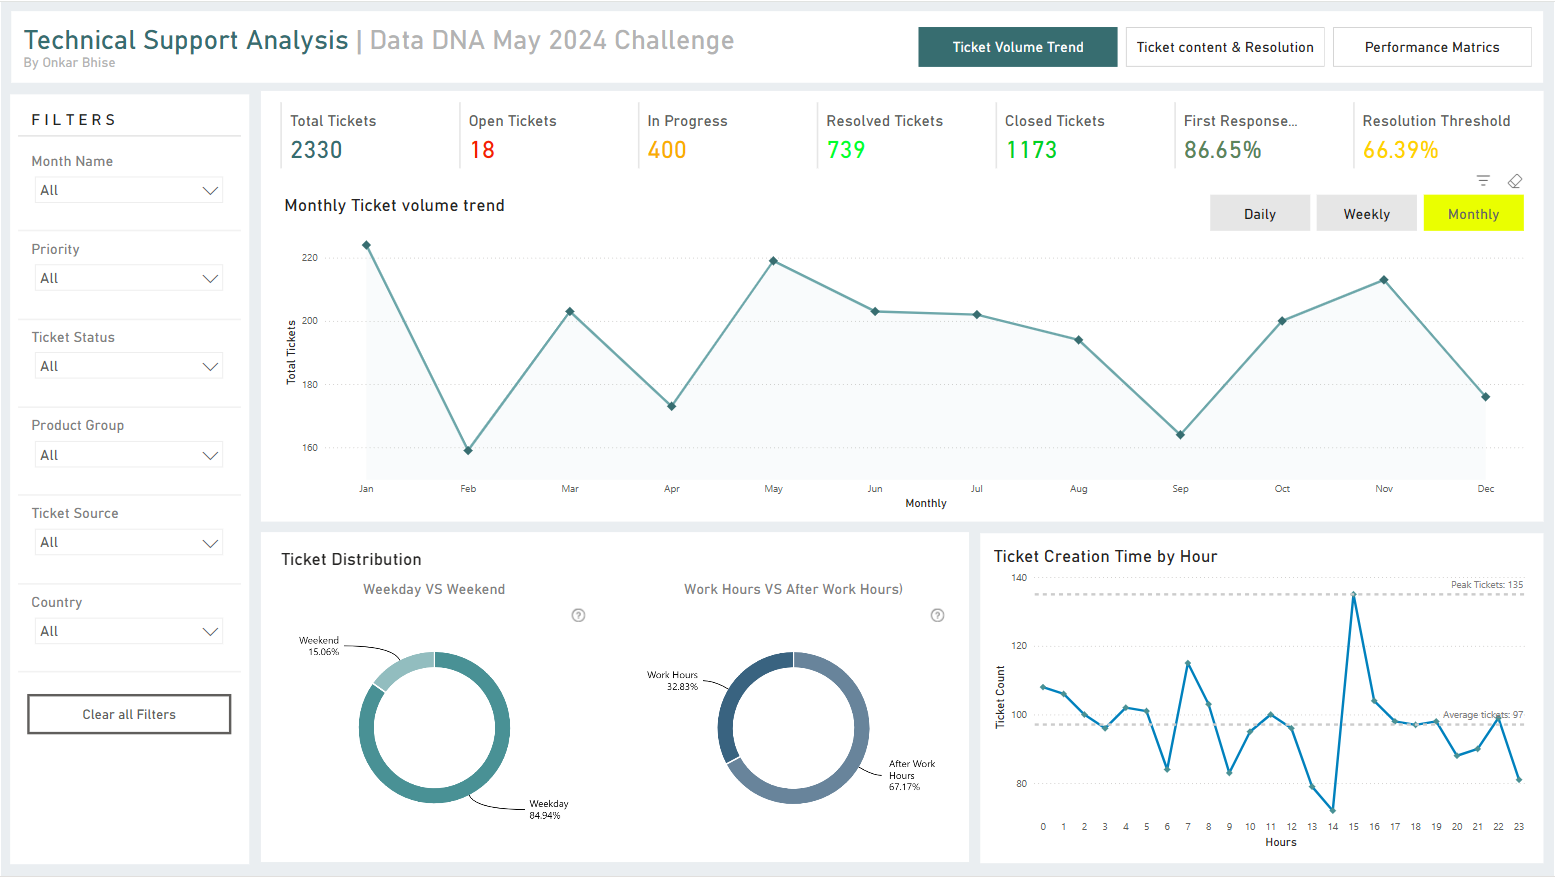 Technical Support Analysis | Data DNA May 2024 Challenge
By Onkar Bhise
Ticket Volume Trend
Ticket content & Resolution
Performance Matrics
FILTERS
Month Name
All
Priority
All
Ticket Status
All
Product Group
All
Ticket Source
All
Country
All
Clear all Filters
Total Tickets
2330
Open Tickets
18
In Progress
400
Resolved Tickets
739
Closed Tickets
1173
First Response...
86.65%
Resolution Threshold
66.39%
Monthly Ticket volume trend
Daily
Weekly
Monthly
Total Tickets
220
200
180
160
Jan Feb Mar Apr May Jun Jul Aug Sep Oct Nov Dec
Monthly
Ticket Distribution
Weekday VS Weekend
?
Weekend
15.06%
Weekday
84.94%
Work Hours VS After Work Hours)
?
Work Hours
32.83%
After Work
Hours
67.17%
Ticket Creation Time by Hour
Ticket Count
140
120
100
80
Peak Tickets: 135
Average tickets: 97
0 1 2 3 4 5 6 7 8 9 10 11 12 13 14 15 16 17 18 19 20 21 22 23
Hours